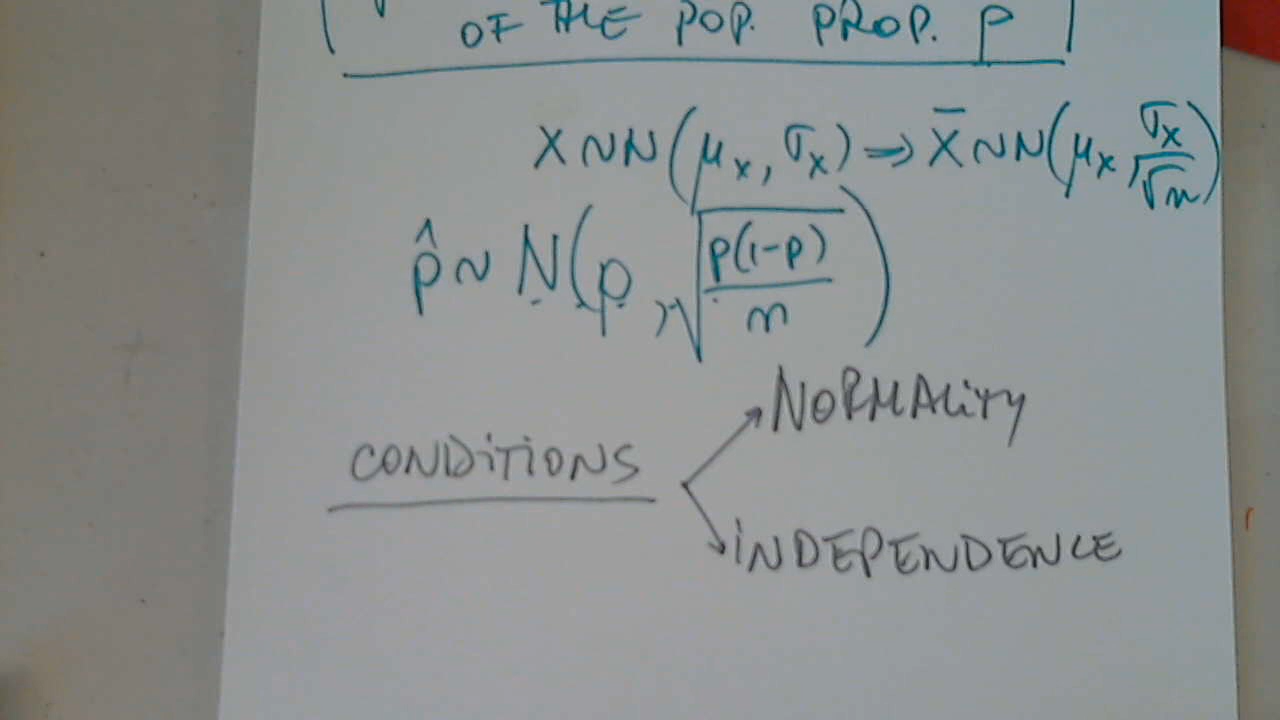 OF THE POP. PROP. p
X ~ N(μₓ, σₓ) ⇒ X̄ ~ N(μₓ, σₓ/√n)
p̂ ~ N(p, √(p(1-p)/n))
NORMALiTY
CONDiTiONS
iNDEPENDENCE